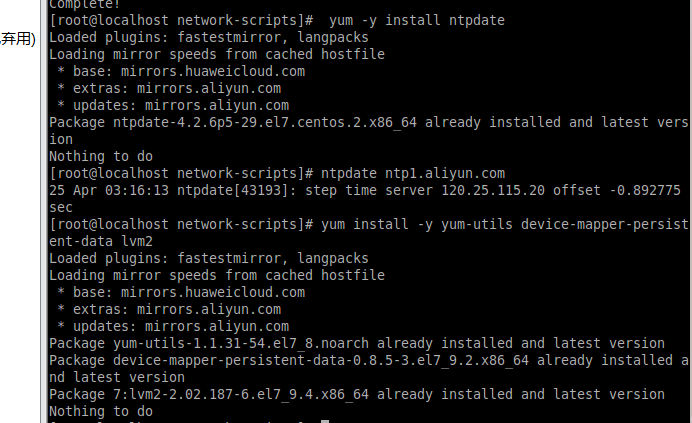 Complete!
[root@localhost network-scripts]#  yum -y install ntpdate
弃用)
Loaded plugins: fastestmirror, langpacks
Loading mirror speeds from cached hostfile
 * base: mirrors.huaweicloud.com
 * extras: mirrors.aliyun.com
 * updates: mirrors.aliyun.com
Package ntpdate-4.2.6p5-29.el7.centos.2.x86_64 already installed and latest vers
ion
Nothing to do
[root@localhost network-scripts]# ntpdate ntp1.aliyun.com
25 Apr 03:16:13 ntpdate[43193]: step time server 120.25.115.20 offset -0.892775
sec
[root@localhost network-scripts]# yum install -y yum-utils device-mapper-persist
ent-data lvm2
Loaded plugins: fastestmirror, langpacks
Loading mirror speeds from cached hostfile
 * base: mirrors.huaweicloud.com
 * extras: mirrors.aliyun.com
 * updates: mirrors.aliyun.com
Package yum-utils-1.1.31-54.el7_8.noarch already installed and latest version
Package device-mapper-persistent-data-0.8.5-3.el7_9.2.x86_64 already installed a
nd latest version
Package 7:lvm2-2.02.187-6.el7_9.4.x86_64 already installed and latest version
Nothing to do